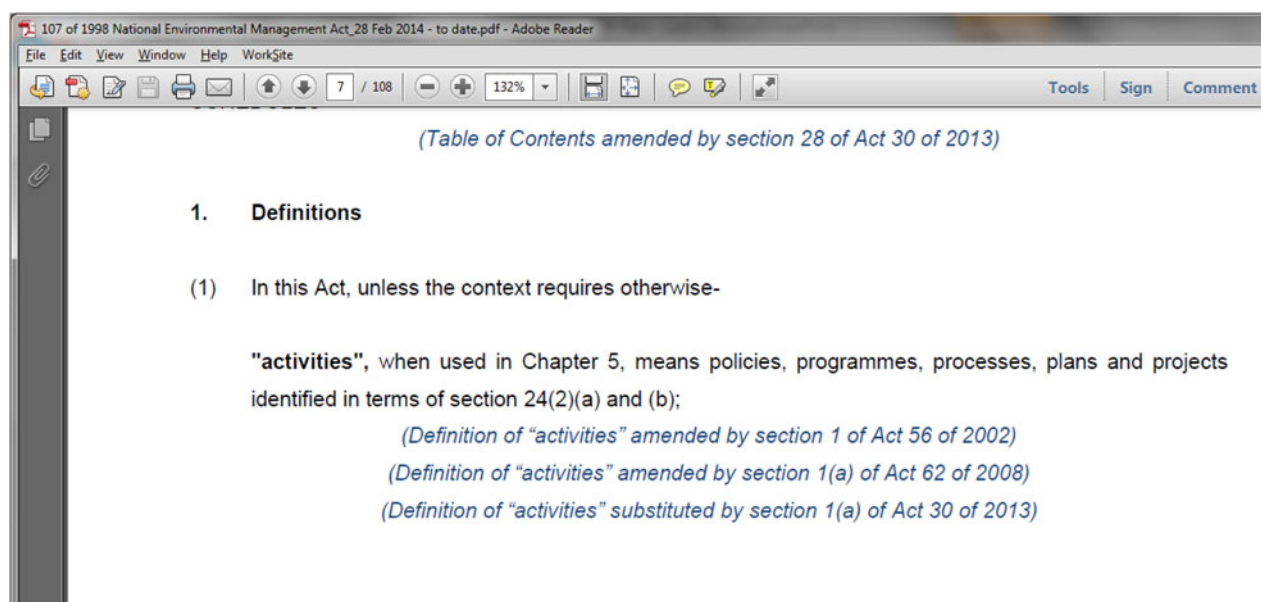 107 of 1998 National Environmental Management Act_28 Feb 2014 - to date.pdf - Adobe Reader
File Edit View Window Help WorkSite
7 / 108 132% Tools Sign Comment
(Table of Contents amended by section 28 of Act 30 of 2013)
1. Definitions
(1) In this Act, unless the context requires otherwise-
"activities", when used in Chapter 5, means policies, programmes, processes, plans and projects
identified in terms of section 24(2)(a) and (b);
(Definition of “activities” amended by section 1 of Act 56 of 2002)
(Definition of “activities” amended by section 1(a) of Act 62 of 2008)
(Definition of “activities” substituted by section 1(a) of Act 30 of 2013)